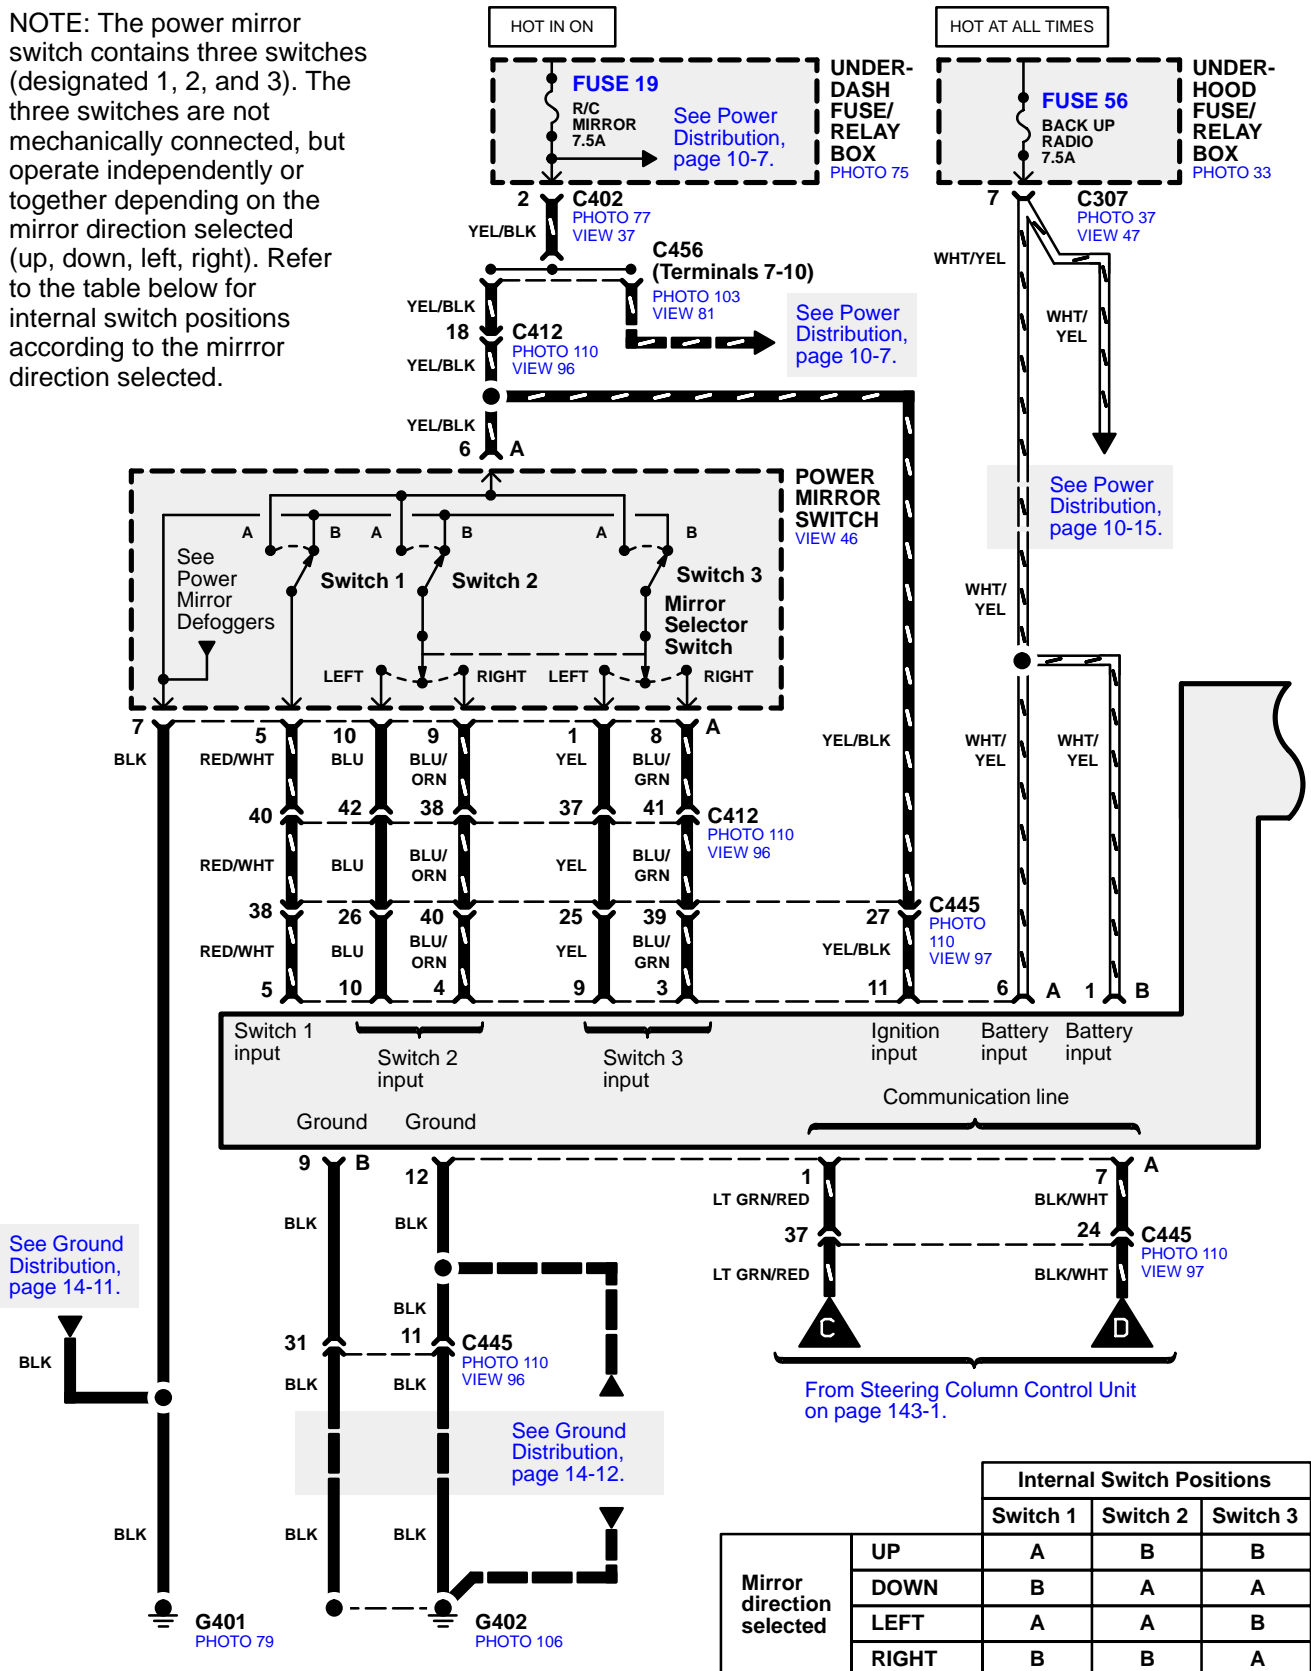 NOTE: The power mirror
switch contains three switches
(designated 1, 2, and 3). The
three switches are not
mechanically connected, but
operate independently or
together depending on the
mirror direction selected
(up, down, left, right). Refer
to the table below for
internal switch positions
according to the mirrror
direction selected.
HOT IN ON
FUSE 19
R/C
MIRROR
7.5A
See Power
Distribution,
page 10-7.
UNDER-
DASH
FUSE/
RELAY
BOX
PHOTO 75
HOT AT ALL TIMES
FUSE 56
BACK UP
RADIO
7.5A
UNDER-
HOOD
FUSE/
RELAY
BOX
PHOTO 33
2
C402
PHOTO 77
VIEW 37
YEL/BLK
7
C307
PHOTO 37
VIEW 47
WHT/YEL
WHT/
YEL
C456
(Terminals 7-10)
PHOTO 103
VIEW 81
YEL/BLK
18
C412
PHOTO 110
VIEW 96
YEL/BLK
See Power
Distribution,
page 10-7.
YEL/BLK
6
A
See Power
Distribution,
page 10-15.
POWER
MIRROR
SWITCH
VIEW 46
A
B
A
B
A
B
See
Power
Mirror
Defoggers
Switch 1
Switch 2
Switch 3
Mirror
Selector
Switch
LEFT
RIGHT
LEFT
RIGHT
WHT/
YEL
7
5
10
9
1
8
A
BLK
RED/WHT
BLU
BLU/
ORN
YEL
BLU/
GRN
YEL/BLK
WHT/
YEL
WHT/
YEL
40
42
38
37
41
C412
PHOTO 110
VIEW 96
RED/WHT
BLU
BLU/
ORN
YEL
BLU/
GRN
38
26
40
25
39
27
C445
PHOTO
110
VIEW 97
RED/WHT
BLU
BLU/
ORN
YEL
BLU/
GRN
YEL/BLK
5
10
4
9
3
11
6
A
1
B
Switch 1
input
Switch 2
input
Switch 3
input
Ignition
input
Battery
input
Battery
input
Communication line
Ground
Ground
9
B
12
1
7
A
BLK
BLK
LT GRN/RED
BLK/WHT
37
24
C445
PHOTO 110
VIEW 97
LT GRN/RED
BLK/WHT
C
D
From Steering Column Control Unit
on page 143-1.
See Ground
Distribution,
page 14-11.
BLK
BLK
31
11
C445
PHOTO 110
VIEW 96
BLK
BLK
See Ground
Distribution,
page 14-12.
BLK
BLK
BLK
G401
PHOTO 79
G402
PHOTO 106
Internal Switch Positions
Switch 1
Switch 2
Switch 3
Mirror
direction
selected
UP
A
B
B
DOWN
B
A
A
LEFT
A
A
B
RIGHT
B
B
A